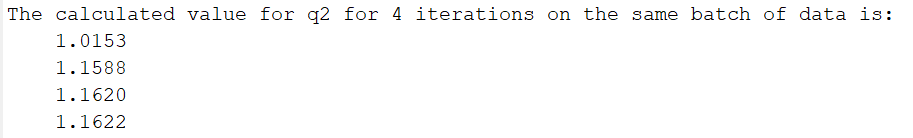 The calculated value for q2 for 4 iterations on the same batch of data is:
1.0153
1.1588
1.1620
1.1622